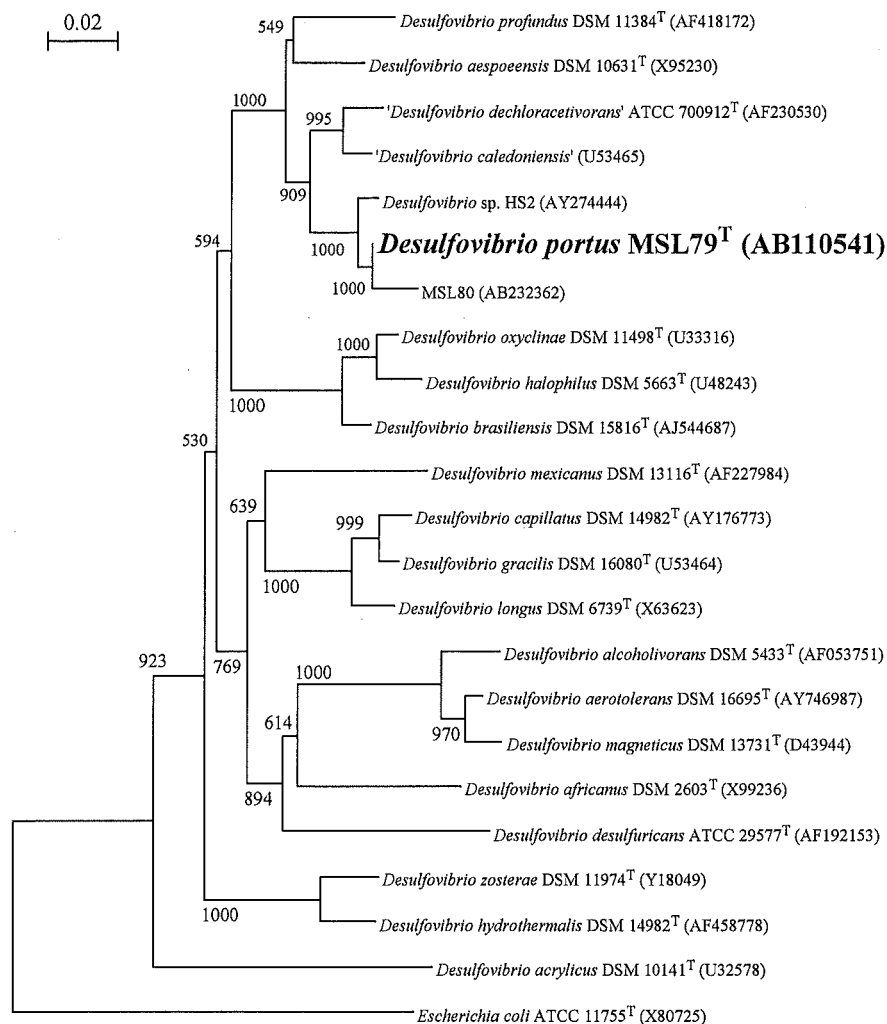 0.02
549
Desulfovibrio profundus DSM 11384T (AF418172)
Desulfovibrio aespoeensis DSM 10631T (X95230)
1000
995
'Desulfovibrio dechloracetivorans' ATCC 700912T (AF230530)
'Desulfovibrio caledoniensis' (U53465)
909
Desulfovibrio sp. HS2 (AY274444)
594
1000
Desulfovibrio portus MSL79T (AB110541)
1000
MSL80 (AB232362)
1000
Desulfovibrio oxyclinae DSM 11498T (U33316)
Desulfovibrio halophilus DSM 5663T (U48243)
1000
Desulfovibrio brasiliensis DSM 15816T (AJ544687)
530
Desulfovibrio mexicanus DSM 13116T (AF227984)
639
999
Desulfovibrio capillatus DSM 14982T (AY176773)
Desulfovibrio gracilis DSM 16080T (U53464)
1000
Desulfovibrio longus DSM 6739T (X63623)
923
769
1000
Desulfovibrio alcoholivorans DSM 5433T (AF053751)
Desulfovibrio aerotolerans DSM 16695T (AY746987)
614
970
Desulfovibrio magneticus DSM 13731T (D43944)
894
Desulfovibrio africanus DSM 2603T (X99236)
Desulfovibrio desulfuricans ATCC 29577T (AF192153)
Desulfovibrio zosterae DSM 11974T (Y18049)
1000
Desulfovibrio hydrothermalis DSM 14982T (AF458778)
Desulfovibrio acrylicus DSM 10141T (U32578)
Escherichia coli ATCC 11755T (X80725)